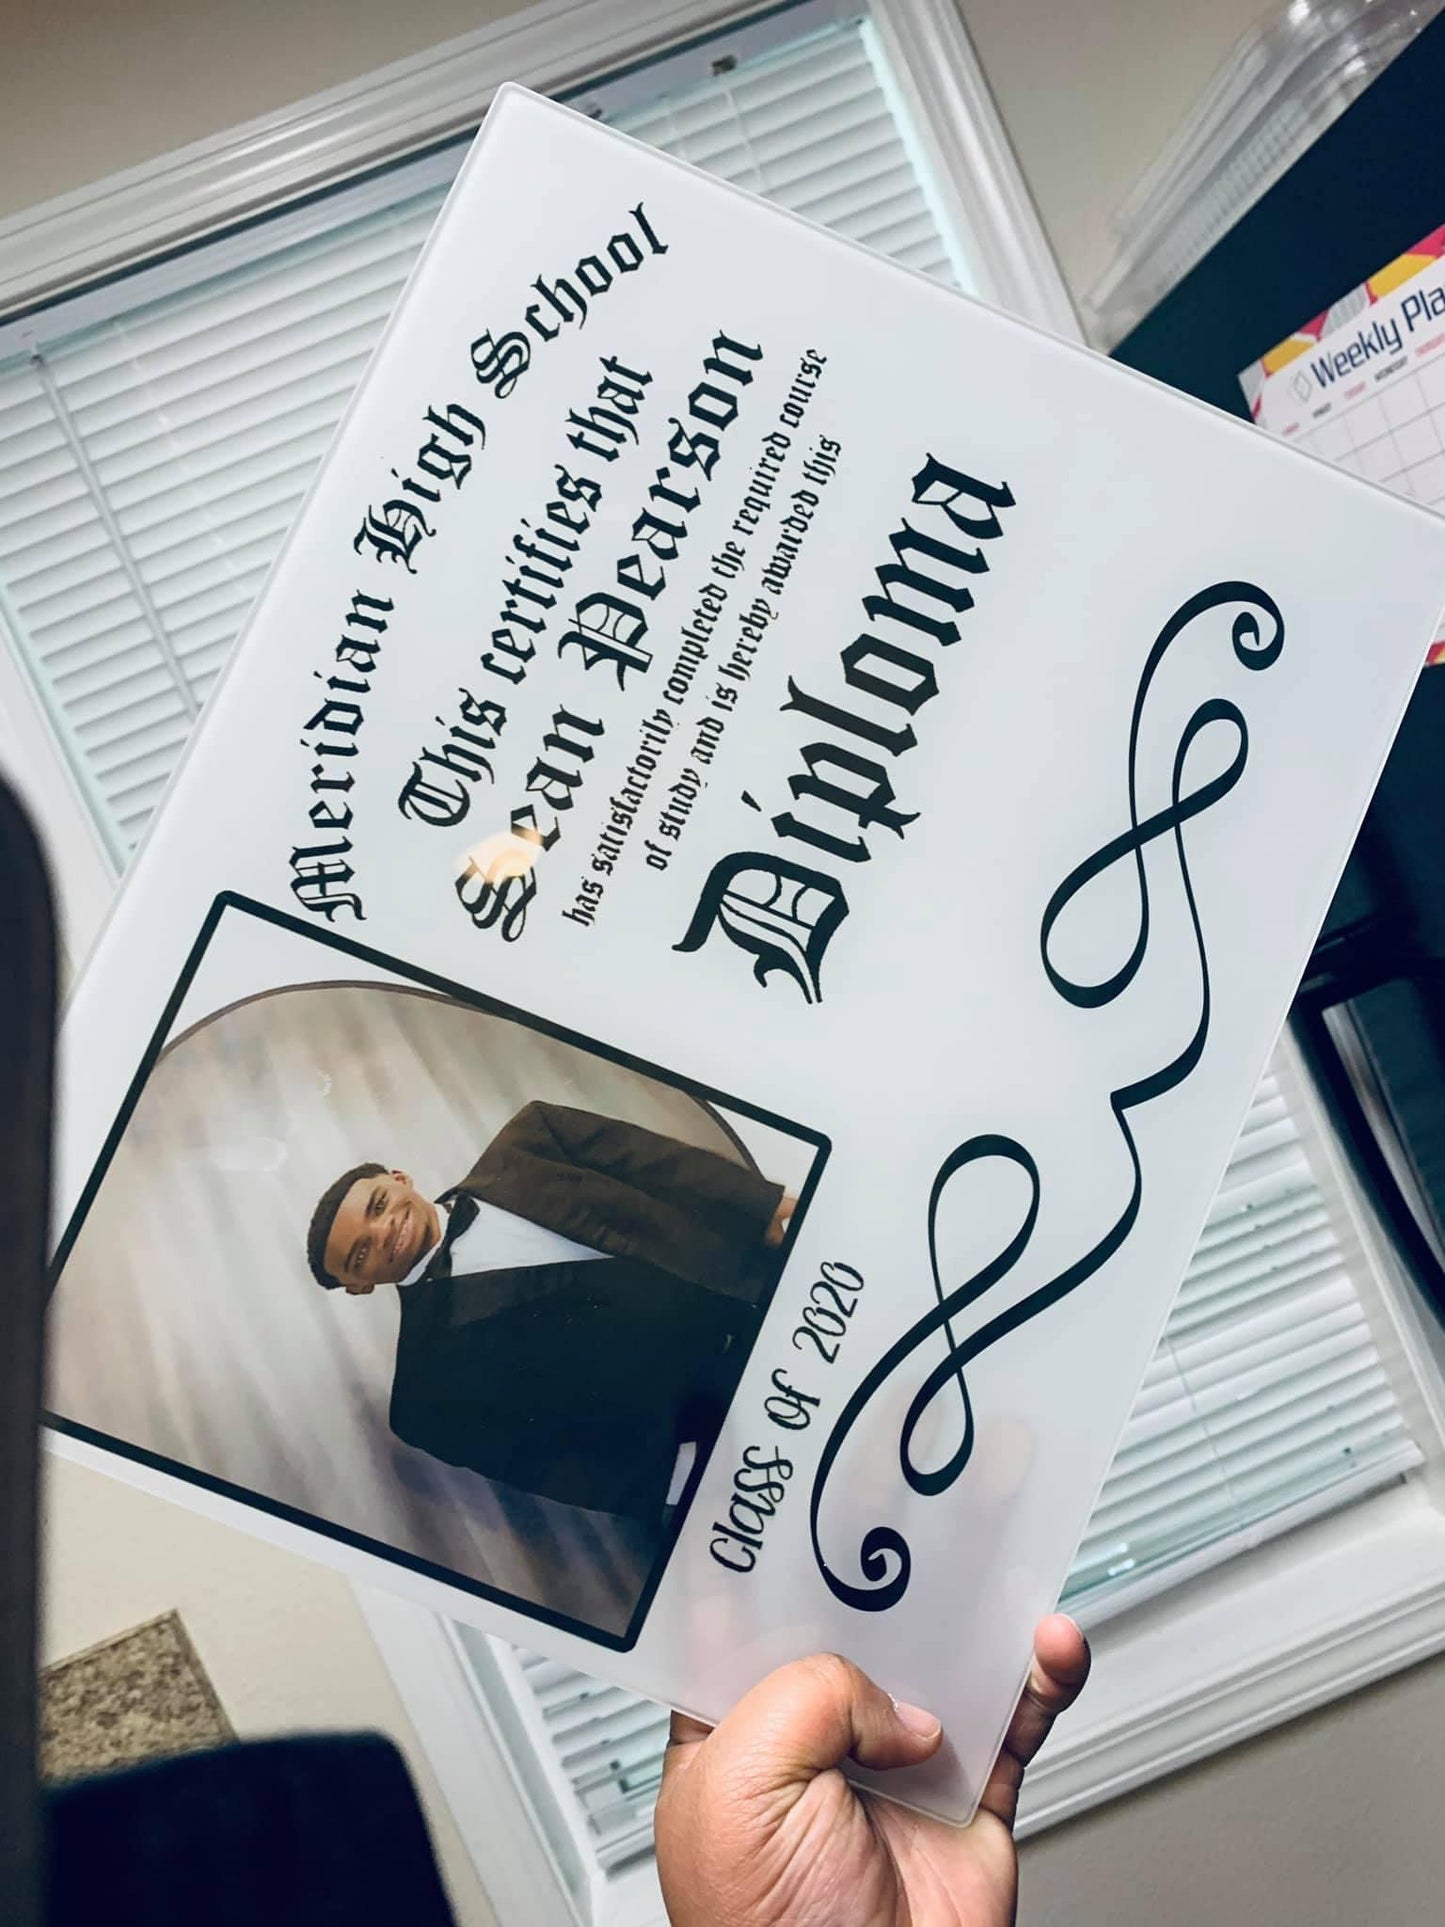 Meridian High School
This certifies that
Sean Pearson
has satisfactorily completed the required course
of study and is hereby awarded this
Diploma
Class of 2020
Weekly Pla